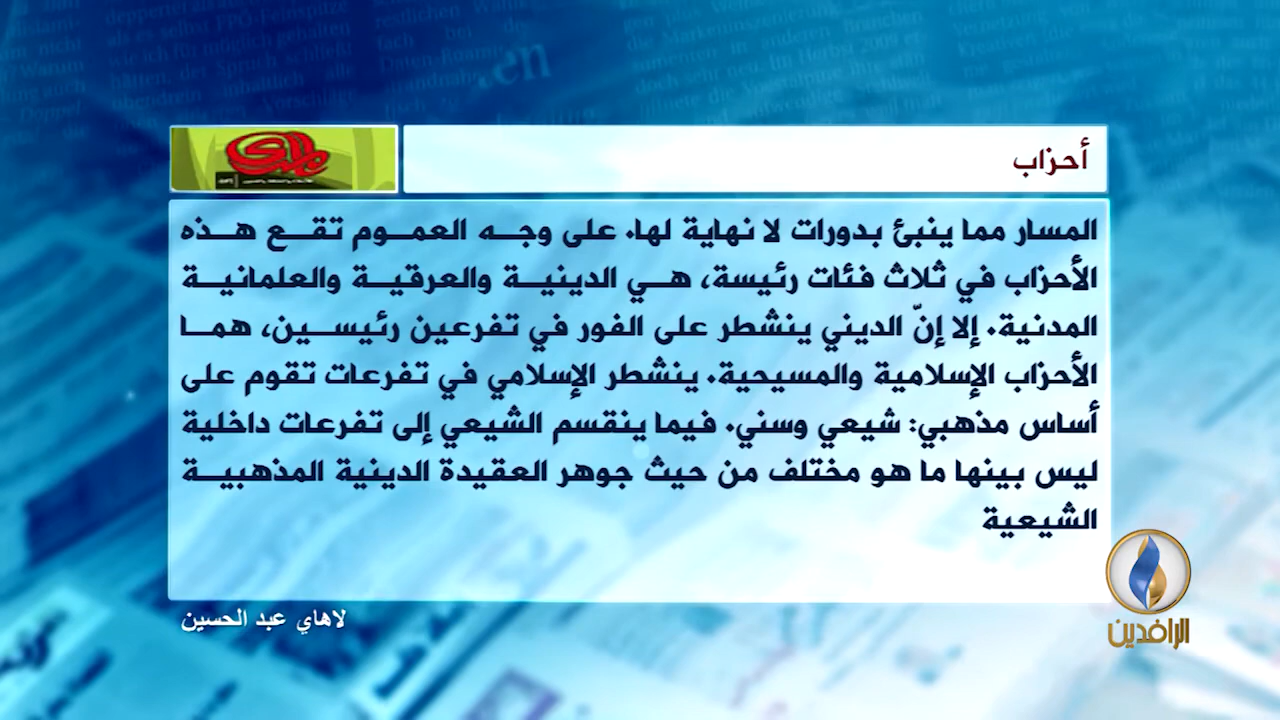 .en
أحزاب
المسار مما ينبئ بدورات لا نهاية لها. على وجه العموم تقع هذه
الأحزاب في ثلاث فئات رئيسة، هي الدينية والعرقية والعلمانية
المدنية. إلا إنّ الديني ينشطر على الفور في تفرعين رئيسين، هما
الأحزاب الإسلامية والمسيحية. ينشطر الإسلامي في تفرعات تقوم على
أساس مذهبي: شيعي وسني. فيما ينقسم الشيعي إلى تفرعات داخلية
ليس بينها ما هو مختلف من حيث جوهر العقيدة الدينية المذهبية
الشيعية
لاهاي عبد الحسين
الرافدين